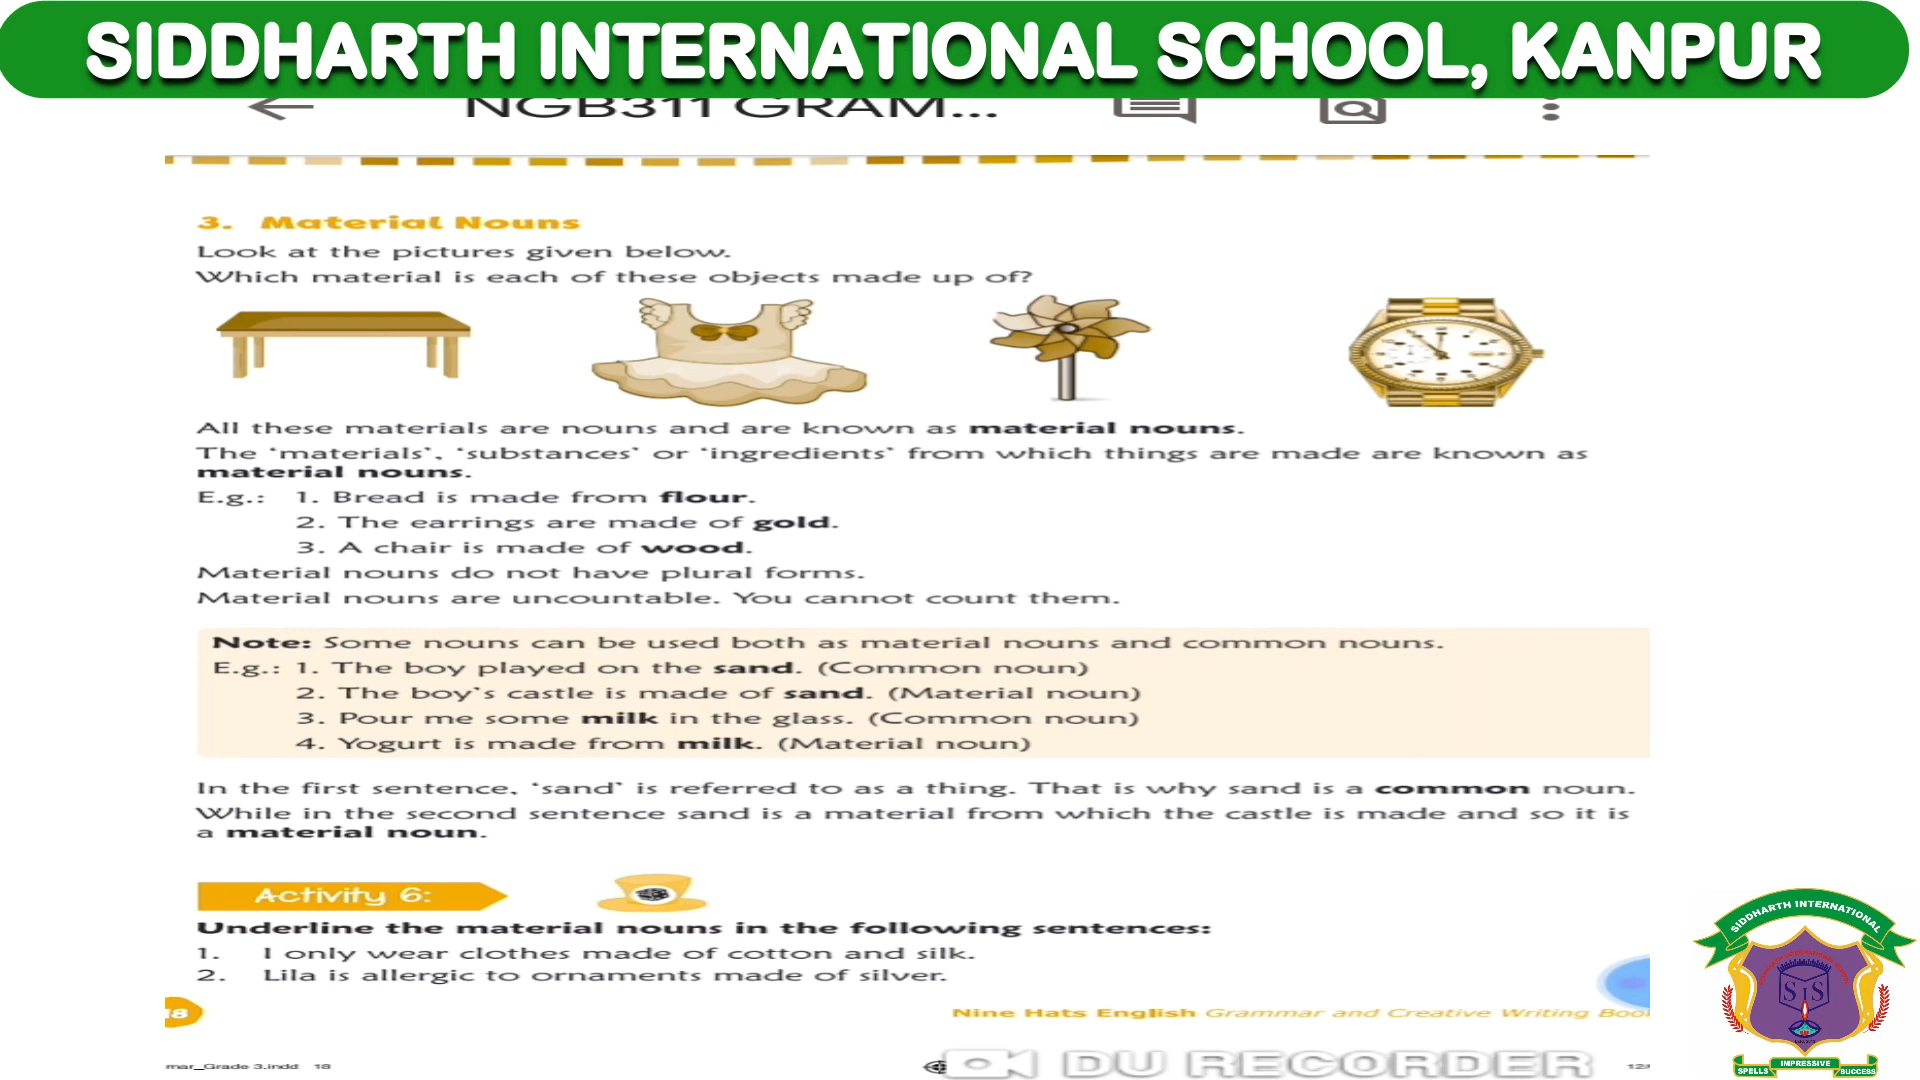 SIDDHARTH INTERNATIONAL SCHOOL, KANPUR
NGB311 GRAM...
3. Material Nouns
Look at the pictures given below.
Which material is each of these objects made up of?
All these materials are nouns and are known as material nouns.
The 'materials', 'substances' or 'ingredients' from which things are made are known as
material nouns.
E.g.: 1. Bread is made from flour.
2. The earrings are made of gold.
3. A chair is made of wood.
Material nouns do not have plural forms.
Material nouns are uncountable. You cannot count them.
Note: Some nouns can be used both as material nouns and common nouns.
E.g.: 1. The boy played on the sand. (Common noun)
2. The boy's castle is made of sand. (Material noun)
3. Pour me some milk in the glass. (Common noun)
4. Yogurt is made from milk. (Material noun)
In the first sentence, 'sand' is referred to as a thing. That is why sand is a common noun.
While in the second sentence sand is a material from which the castle is made and so it is
a material noun.
Activity 6:
Underline the material nouns in the following sentences:
1. I only wear clothes made of cotton and silk.
2. Lila is allergic to ornaments made of silver.
18
Nine Hats English Grammar and Creative Writing Boo
mar_Grade 3.indd 18
DU RECORDER
12/
SIDDHARTH INTERNATIONAL
SIS
SPELLS IMPRESSIVE SUCCESS